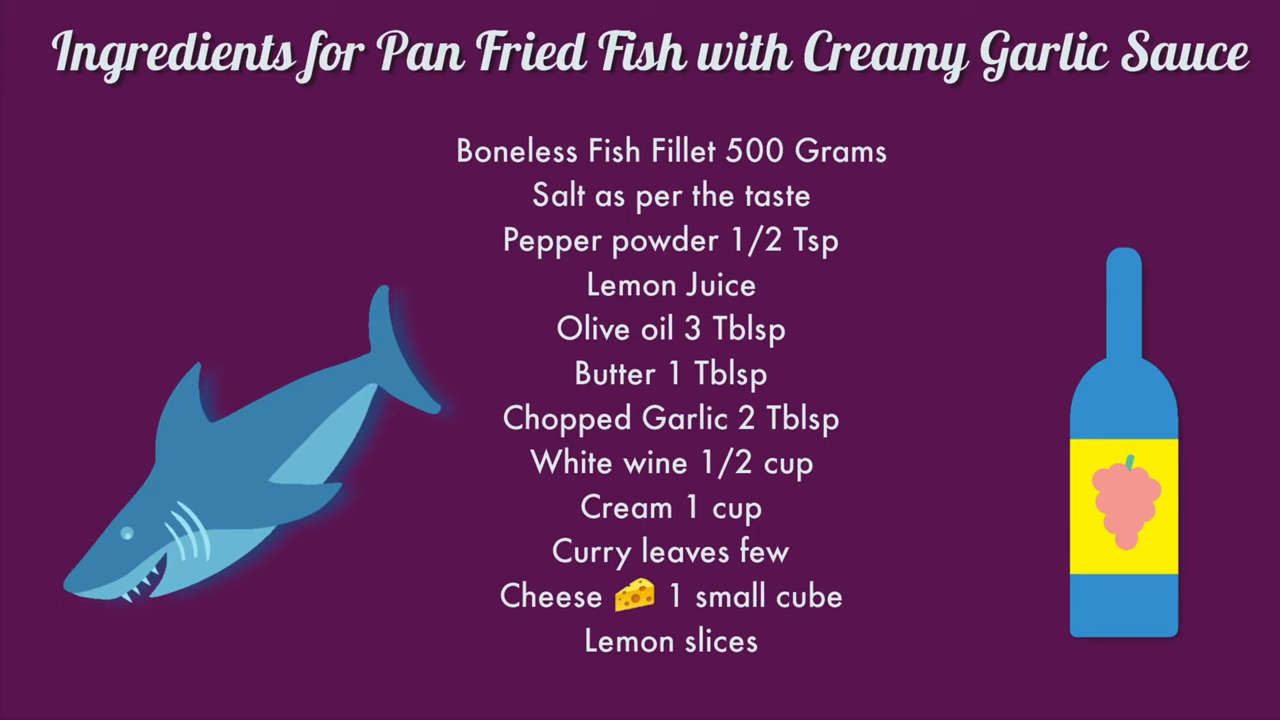 Ingredients for Pan Fried Fish with Creamy Garlic Sauce
Boneless Fish Fillet 500 Grams
Salt as per the taste
Pepper powder 1/2 Tsp
Lemon Juice
Olive oil 3 Tblsp
Butter 1 Tblsp
Chopped Garlic 2 Tblsp
White wine 1/2 cup
Cream 1 cup
Curry leaves few
Cheese 🧀 1 small cube
Lemon slices